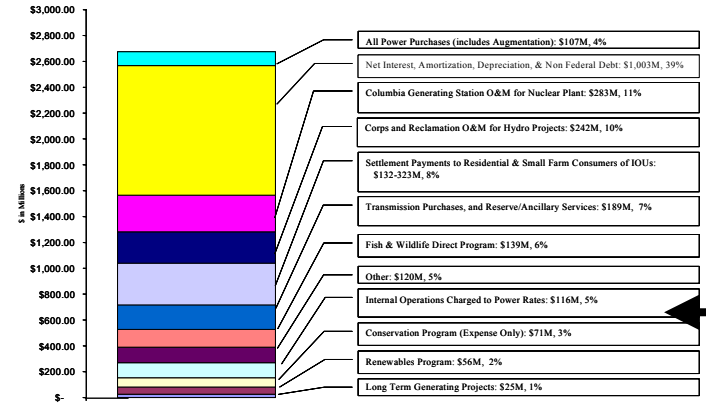 $3,000.00
$2,800.00
$2,600.00
$2,400.00
$2,200.00
$2,000.00
$1,800.00
$1,600.00
$1,400.00
$1,200.00
$1,000.00
$800.00
$600.00
$400.00
$200.00
$-
$ in Millions
All Power Purchases (includes Augmentation): $107M, 4%
Net Interest, Amortization, Depreciation, & Non Federal Debt: $1,003M, 39%
Columbia Generating Station O&M for Nuclear Plant: $283M, 11%
Corps and Reclamation O&M for Hydro Projects: $242M, 10%
Settlement Payments to Residential & Small Farm Consumers of IOUs:
$132-323M, 8%
Transmission Purchases, and Reserve/Ancillary Services: $189M, 7%
Fish & Wildlife Direct Program: $139M, 6%
Other: $120M, 5%
Internal Operations Charged to Power Rates: $116M, 5%
Conservation Program (Expense Only): $71M, 3%
Renewables Program: $56M, 2%
Long Term Generating Projects: $25M, 1%